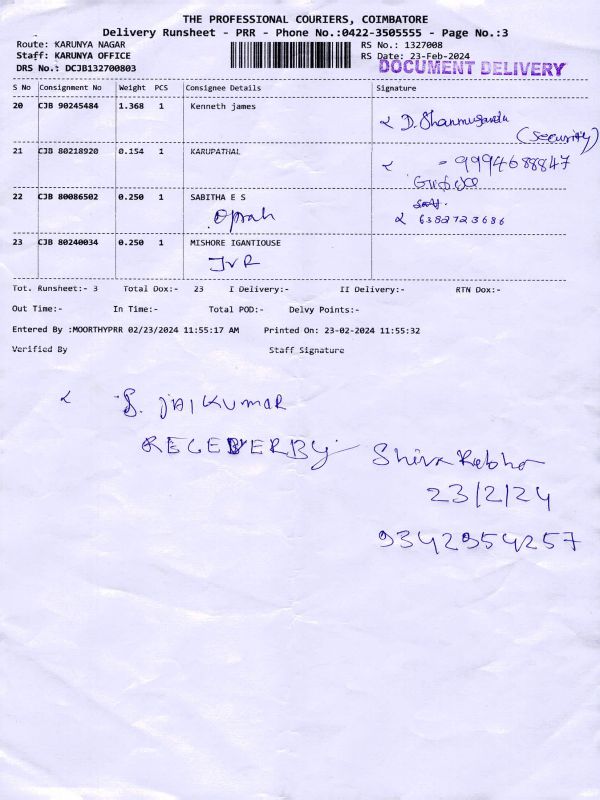 THE PROFESSIONAL COURIERS, COIMBATORE
Delivery Runsheet - PRR - Phone No.:0422-3505555 - Page No.:3
Route: KARUNYA NAGAR RS No.: 1327008
Staff: KARUNYA OFFICE RS Date: 23-Feb-2024
DRS No.: DCJB132700803 DOCUMENT DELIVERY
S No Consignment No Weight PCS Consignee Details Signature
20 CJB 90245484 1.368 1 Kenneth james
D. Shanmugavelu
(Security)
21 CJB 80218920 0.154 1 KARUPATHAL - 9994688847
22 CJB 80086502 0.250 1 SABITHA E S
Oprah 6382723686
23 CJB 80240034 0.250 1 MISHORE IGANTIOUSE
JVR
Tot. Runsheet:- 3 Total Dox:- 23 I Delivery:- II Delivery:- RTN Dox:-
Out Time:- In Time:- Total POD:- Delvy Points:-
Entered By :MOORTHYPRR 02/23/2024 11:55:17 AM Printed On: 23-02-2024 11:55:32
Verified By Staff Signature
S. JAIKUMAR
RECEVERBY Shiva
23/2/24
9342954257